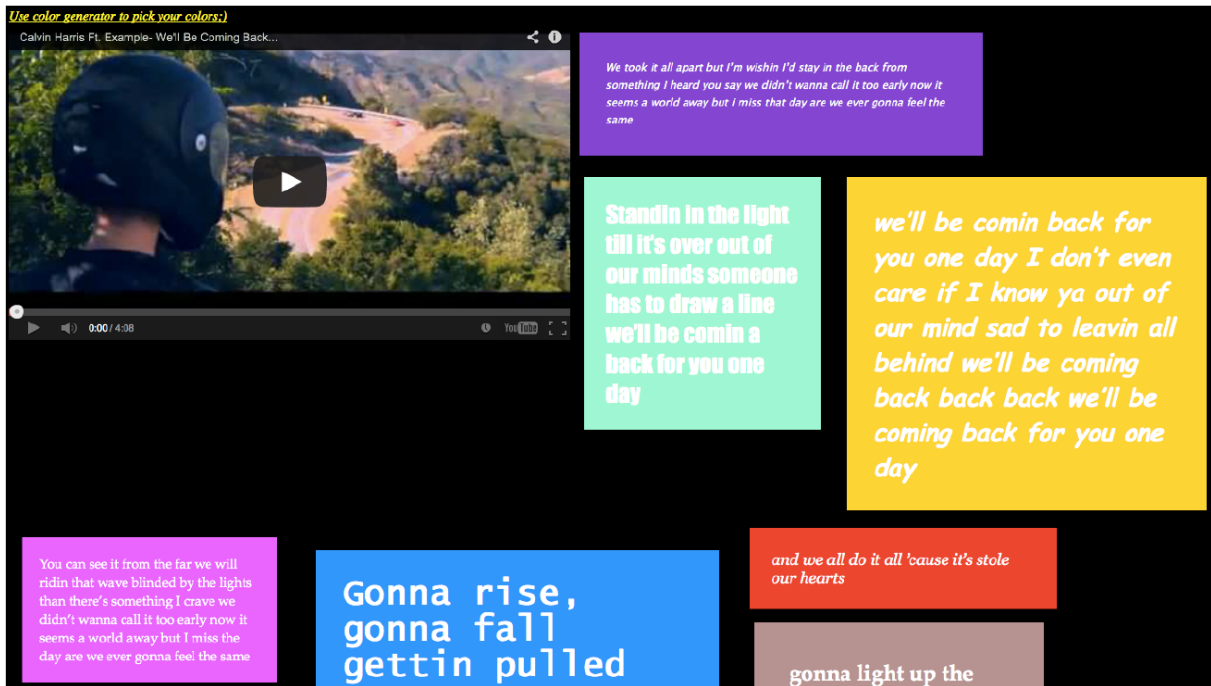 Use color generator to pick your colors;)
Calvin Harris Ft. Example- We'll Be Coming Back...
0:00 / 4:08
YouTube
We took it all apart but I'm wishin I'd stay in the back from
something I heard you say we didn't wanna call it too early now it
seems a world away but i miss that day are we ever gonna feel the
same
Standin in the light
till it's over out of
our minds someone
has to draw a line
we'll be comin a
back for you one
day
we'll be comin back for
you one day I don't even
care if I know ya out of
our mind sad to leavin all
behind we'll be coming
back back back we'll be
coming back for you one
day
You can see it from the far we will
ridin that wave blinded by the lights
than there's something I crave we
didn't wanna call it too early now it
seems a world away but I miss the
day are we ever gonna feel the same
Gonna rise,
gonna fall
gettin pulled
and we all do it all 'cause it's stole
our hearts
gonna light up the